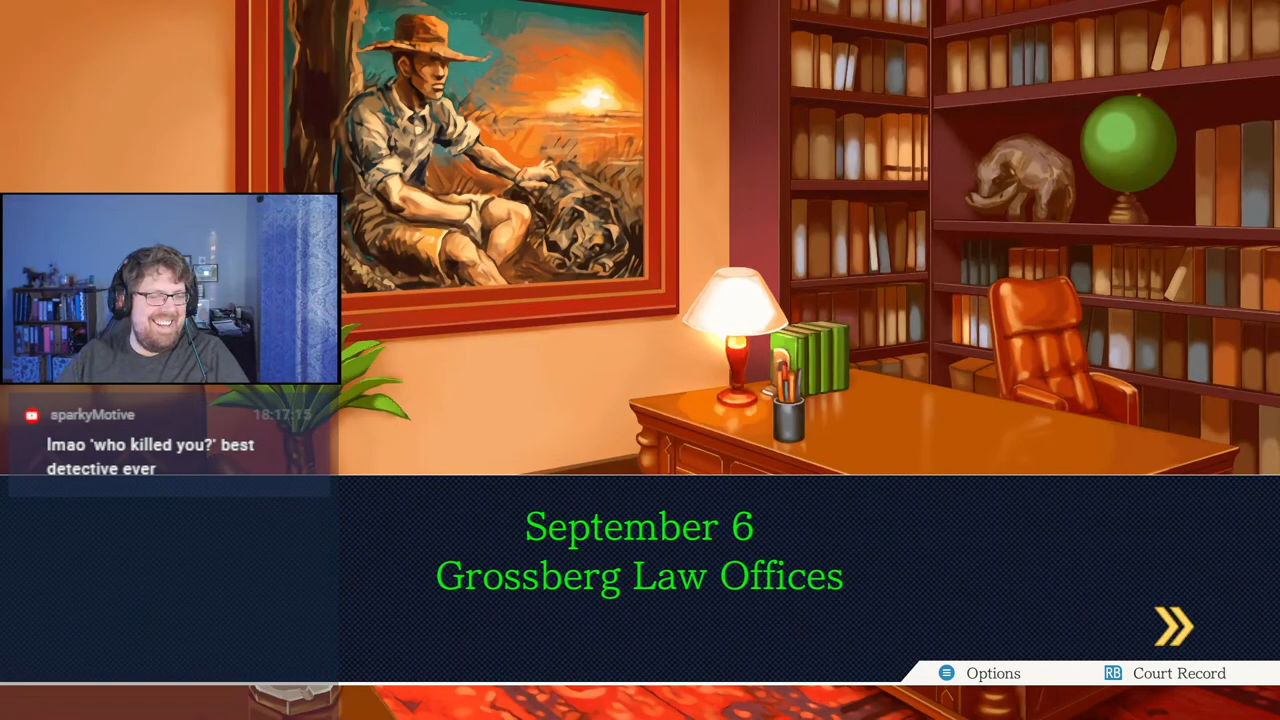 sparkyMotive 18:17:15
lmao "who killed you?" best
detective ever
September 6
Grossberg Law Offices
Options RB Court Record